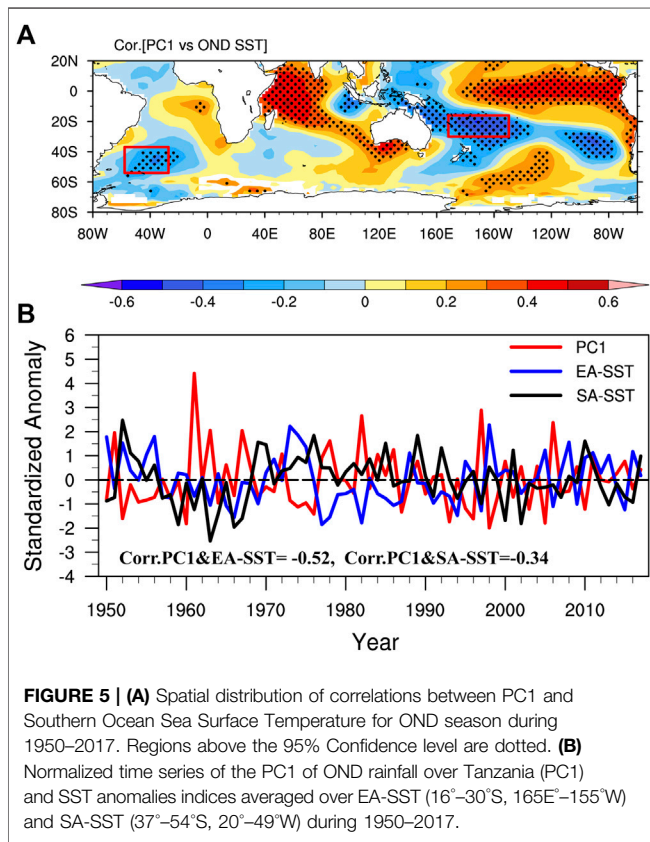 A
Cor.[PC1 vs OND SST]
20N
0
20S
40S
60S
80S
80W 40W 0 40E 80E 120E 160E 160W 120W 80W
-0.6 -0.4 -0.2 0 0.2 0.4 0.6
B
6
5
4
3
2
1
0
-1
-2
-3
-4
Standardized Anomaly
PC1
EA-SST
SA-SST
Corr.PC1&EA-SST= -0.52, Corr.PC1&SA-SST=-0.34
1950 1960 1970 1980 1990 2000 2010
Year
FIGURE 5 | (A) Spatial distribution of correlations between PC1 and
Southern Ocean Sea Surface Temperature for OND season during
1950–2017. Regions above the 95% Confidence level are dotted. (B)
Normalized time series of the PC1 of OND rainfall over Tanzania (PC1)
and SST anomalies indices averaged over EA-SST (16°–30°S, 165E°–155°W)
and SA-SST (37°–54°S, 20°–49°W) during 1950–2017.